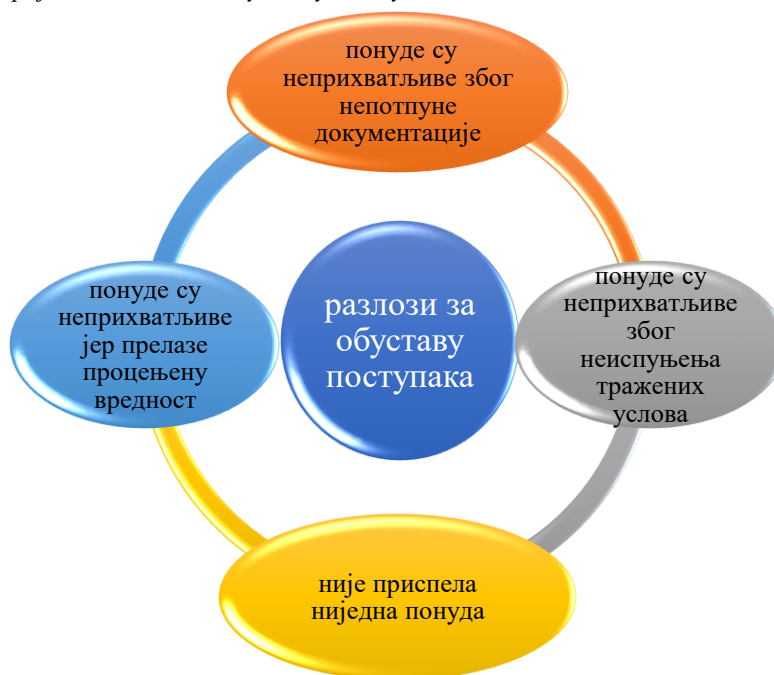 понуде су
неприхватљиве због
непотпуне
документације
понуде су
неприхватљиве
јер прелазе
процењену
вредност
разлози за
обуставу
поступака
понуде су
неприхватљиве
због
неиспуњења
тражених
услова
није приспела
ниједна понуда